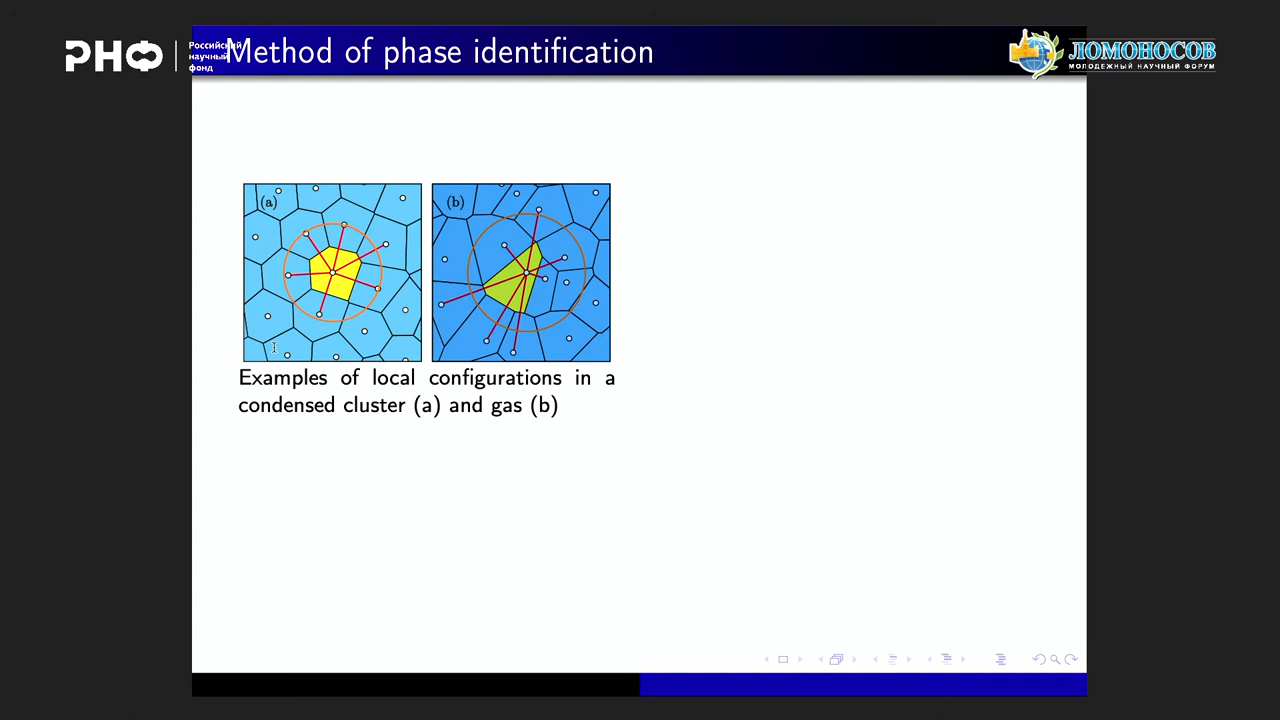 РНФ
Российский
научный
фонд
Method of phase identification
ЛОМОНОСОВ
МОЛОДЕЖНЫЙ НАУЧНЫЙ ФОРУМ
(a)
(b)
Examples of local configurations in a
condensed cluster (a) and gas (b)